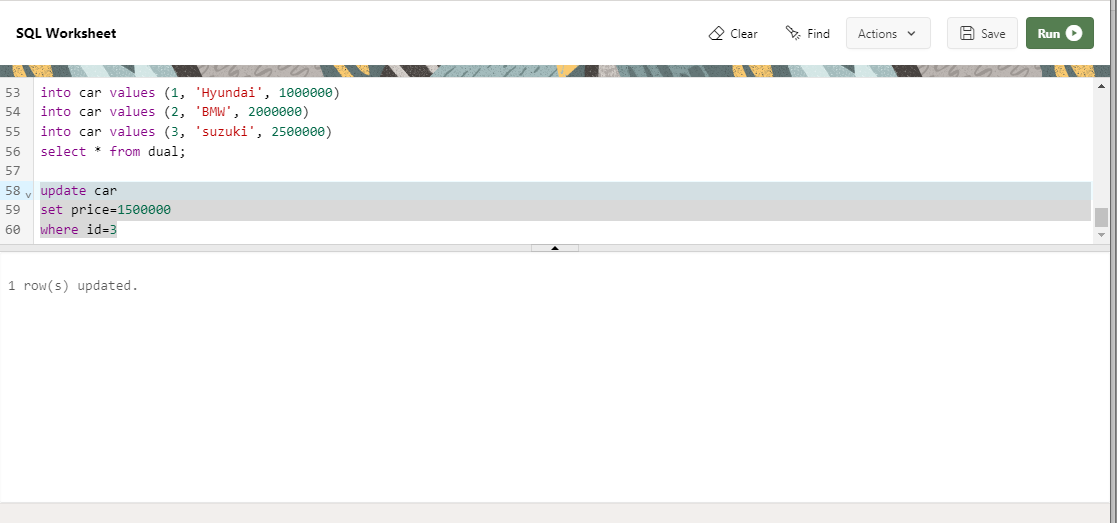 SQL Worksheet
Clear Find Actions Save Run
53 into car values (1, 'Hyundai', 1000000)
54 into car values (2, 'BMW', 2000000)
55 into car values (3, 'suzuki', 2500000)
56 select * from dual;
57
58 update car
59 set price=1500000
60 where id=3
1 row(s) updated.